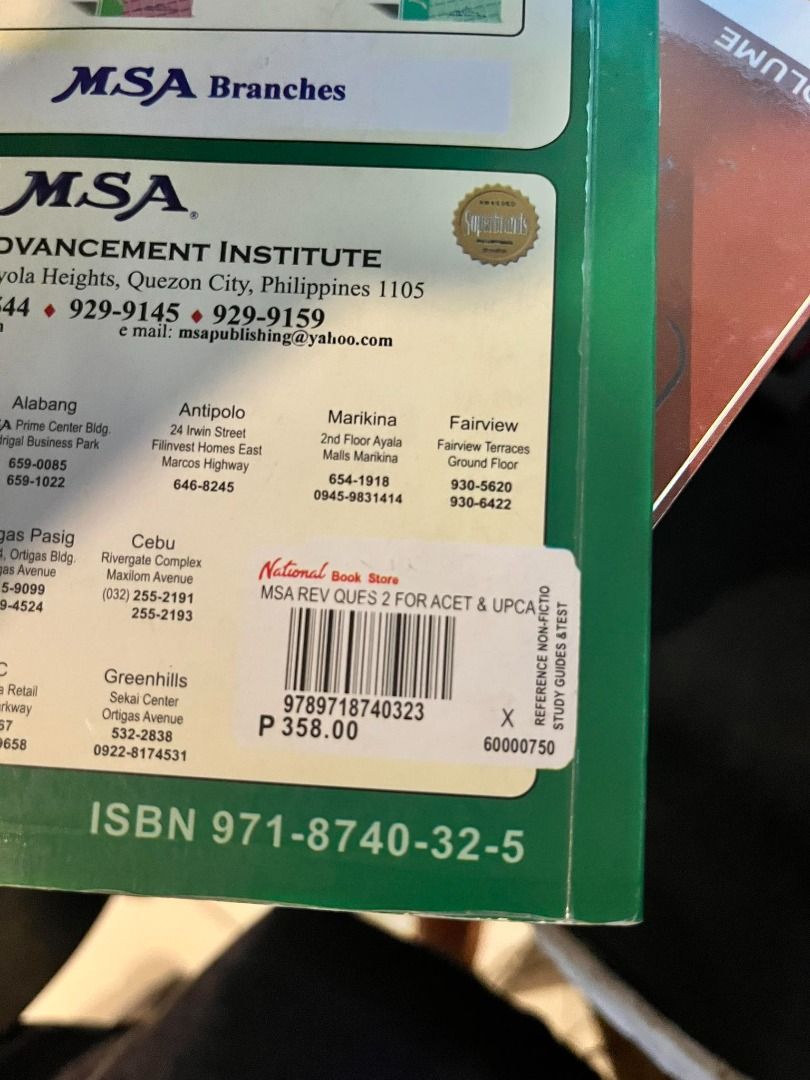 MSA Branches
MSA®
DVANCEMENT INSTITUTE
yola Heights, Quezon City, Philippines 1105
44 ♦ 929-9145 ♦ 929-9159
e mail: msapublishing@yahoo.com
Alabang
A Prime Center Bldg.
drigal Business Park
659-0085
659-1022
Antipolo
24 Irwin Street
Filinvest Homes East
Marcos Highway
646-8245
Marikina
2nd Floor Ayala
Malls Marikina
654-1918
0945-9831414
Fairview
Fairview Terraces
Ground Floor
930-5620
930-6422
gas Pasig
, Ortigas Bldg.
gas Avenue
5-9099
9-4524
Cebu
Rivergate Complex
Maxilom Avenue
(032) 255-2191
255-2193
C
a Retail
rkway
67
9658
Greenhills
Sekai Center
Ortigas Avenue
532-2838
0922-8174531
National Book Store
MSA REV QUES 2 FOR ACET & UPCA
9789718740323
P 358.00
X
60000750
REFERENCE NON-FICTIO
STUDY GUIDES &TEST
ISBN 971-8740-32-5
Superbrands
OLUME